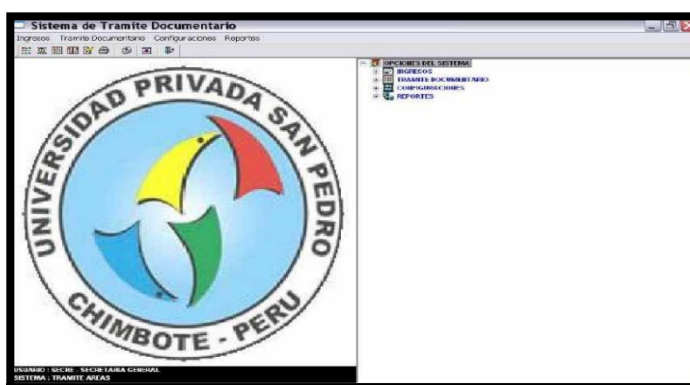 Sistema de Tramite Documentario
Ingresos Tramite Documentario Configuraciones Reportes
OPCIONES DEL SISTEMA
INGRESOS
TRAMITE DOCUMENTARIO
CONFIGURACIONES
REPORTES
UNIVERSIDAD PRIVADA SAN PEDRO
CHIMBOTE - PERU
USUARIO : SECRE - SECRETARIA GENERAL
SISTEMA : TRAMITE AREAS